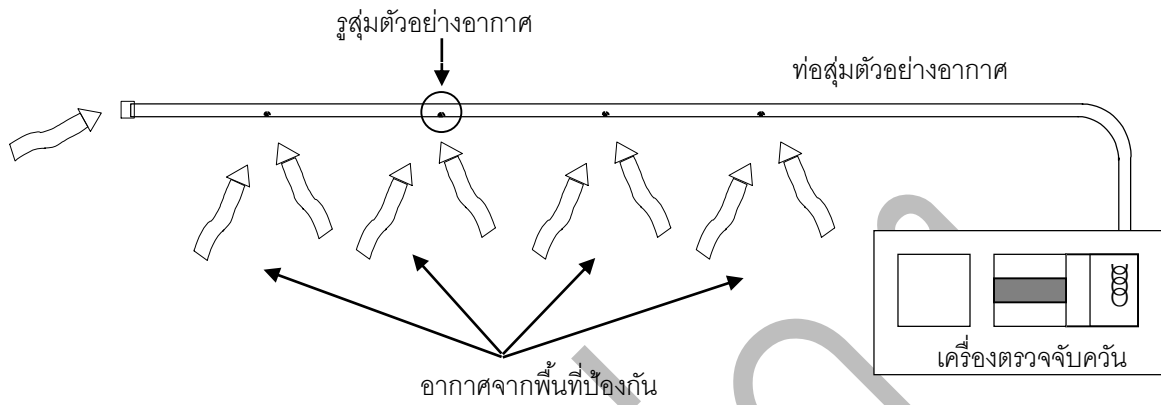 รูสุ่มตัวอย่างอากาศ
ท่อสุ่มตัวอย่างอากาศ
เครื่องตรวจจับควัน
อากาศจากพื้นที่ป้องกัน